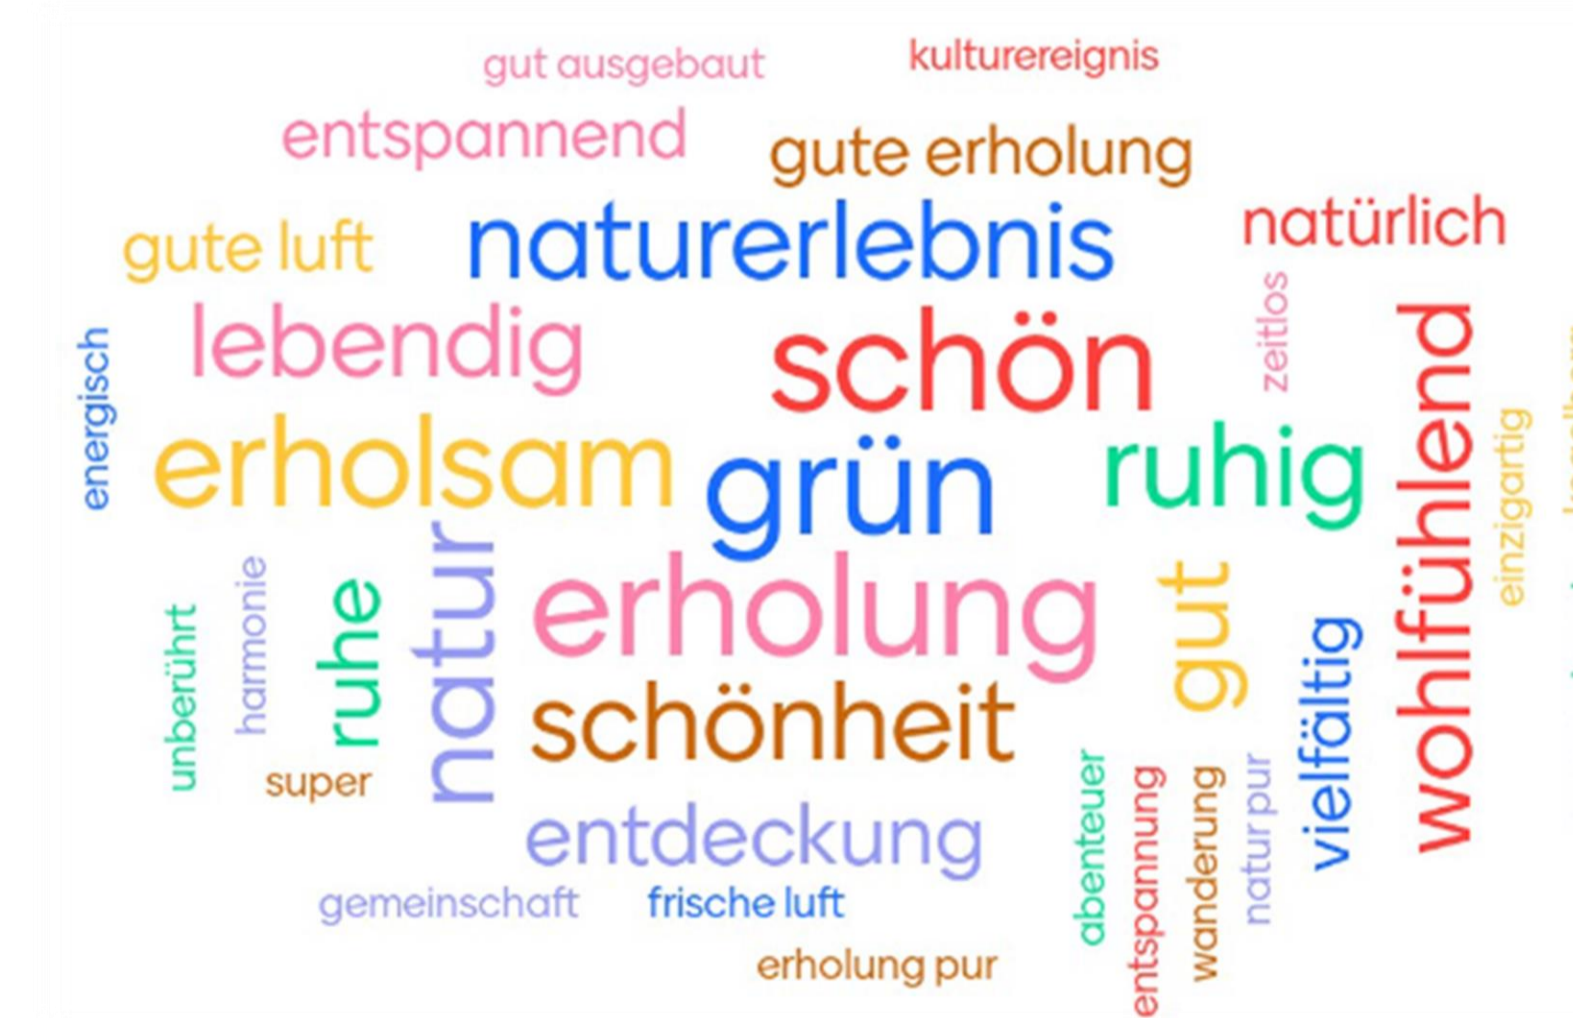 gut ausgebaut
kulturereignis
entspannend
gute erholung
gute luft
naturerlebnis
natürlich
lebendig
schön
zeitlos
energisch
erholsam
grün
ruhig
wohlfühlend
einzigartig
unberührt
harmonie
ruhe
natur
erholung
gut
vielfältig
super
schönheit
entdeckung
abenteuer
entspannung
wanderung
natur pur
gemeinschaft
frische luft
erholung pur